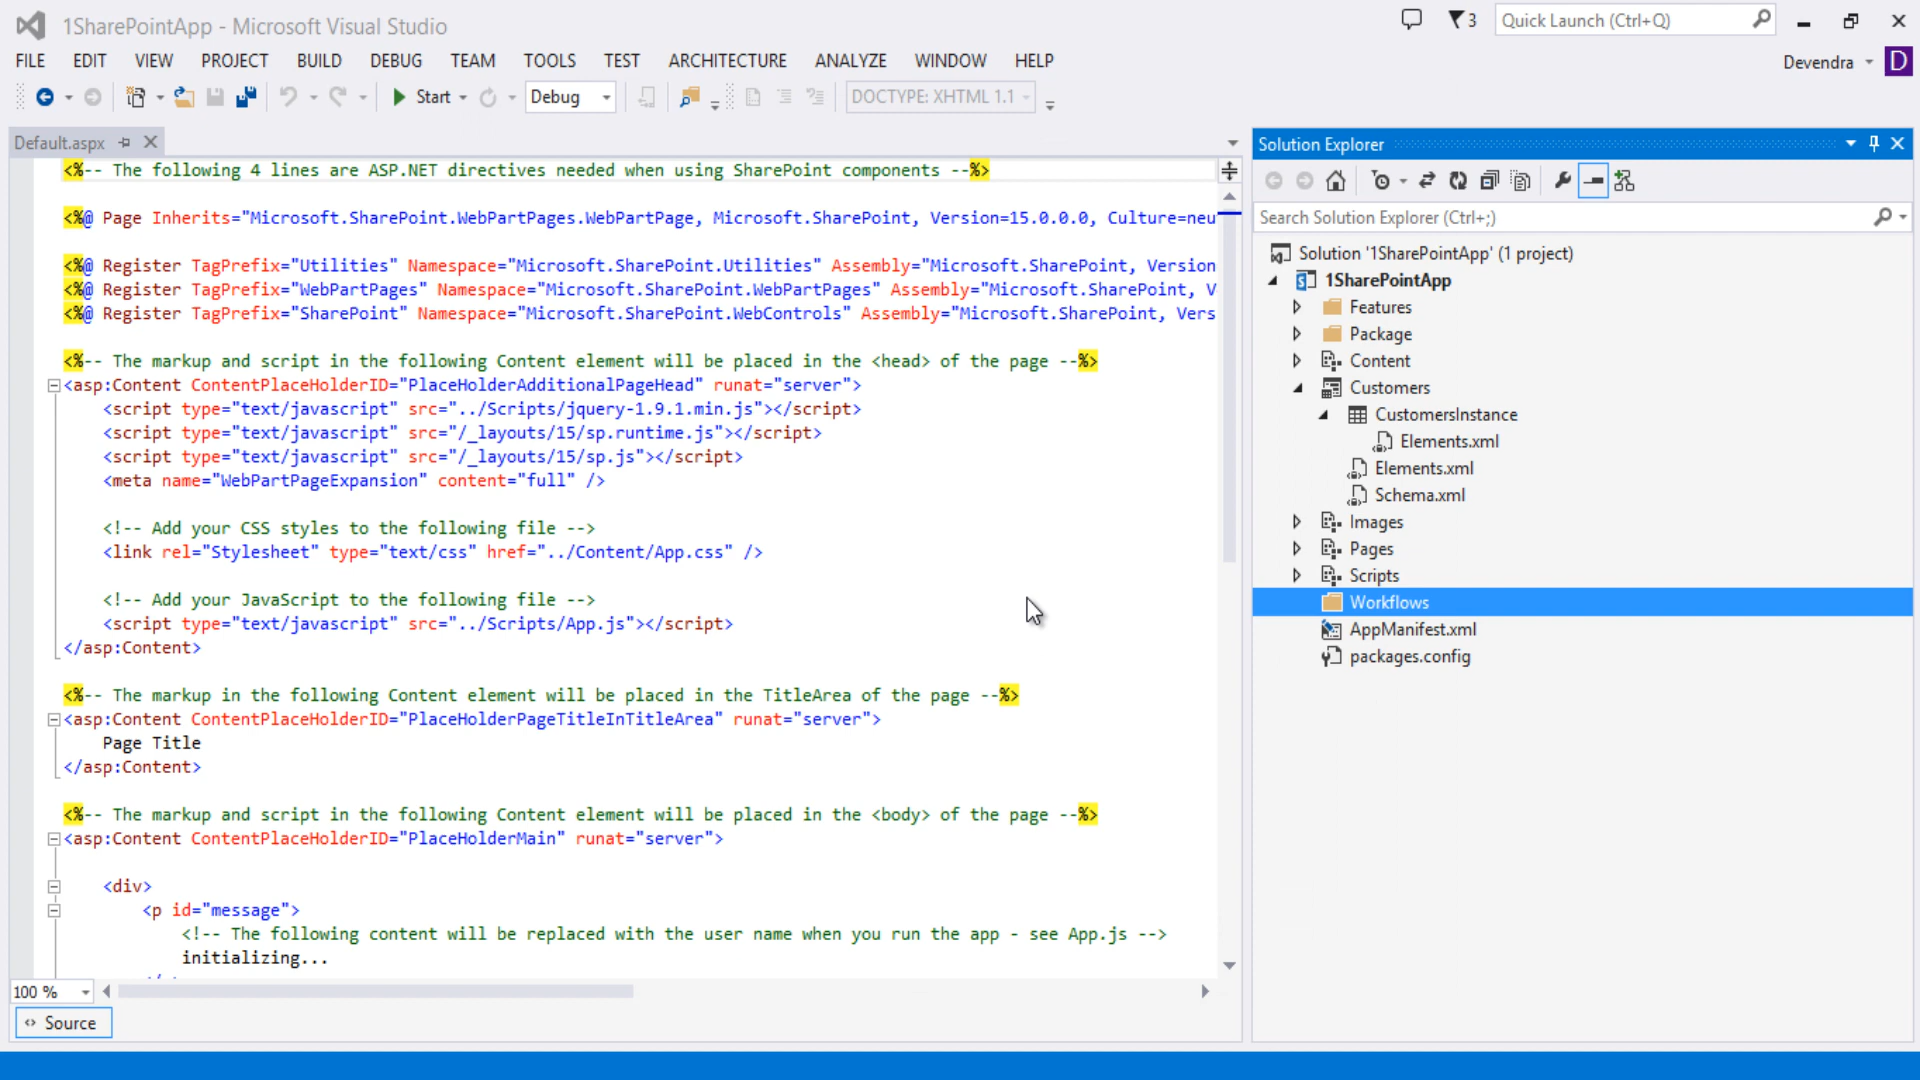 1SharePointApp - Microsoft Visual Studio
3
Quick Launch (Ctrl+Q)
FILE EDIT VIEW PROJECT BUILD DEBUG TEAM TOOLS TEST ARCHITECTURE ANALYZE WINDOW HELP
Devendra D
Start Debug DOCTYPE: XHTML 1.1
Default.aspx
<%-- The following 4 lines are ASP.NET directives needed when using SharePoint components --%>
<%@ Page Inherits="Microsoft.SharePoint.WebPartPages.WebPartPage, Microsoft.SharePoint, Version=15.0.0.0, Culture=neu
<%@ Register TagPrefix="Utilities" Namespace="Microsoft.SharePoint.Utilities" Assembly="Microsoft.SharePoint, Version
<%@ Register TagPrefix="WebPartPages" Namespace="Microsoft.SharePoint.WebPartPages" Assembly="Microsoft.SharePoint, V
<%@ Register TagPrefix="SharePoint" Namespace="Microsoft.SharePoint.WebControls" Assembly="Microsoft.SharePoint, Vers
<%-- The markup and script in the following Content element will be placed in the <head> of the page --%>
<asp:Content ContentPlaceHolderID="PlaceHolderAdditionalPageHead" runat="server">
<script type="text/javascript" src="../Scripts/jquery-1.9.1.min.js"></script>
<script type="text/javascript" src="/_layouts/15/sp.runtime.js"></script>
<script type="text/javascript" src="/_layouts/15/sp.js"></script>
<meta name="WebPartPageExpansion" content="full" />
<!-- Add your CSS styles to the following file -->
<link rel="Stylesheet" type="text/css" href="../Content/App.css" />
<!-- Add your JavaScript to the following file -->
<script type="text/javascript" src="../Scripts/App.js"></script>
</asp:Content>
<%-- The markup in the following Content element will be placed in the TitleArea of the page --%>
<asp:Content ContentPlaceHolderID="PlaceHolderPageTitleInTitleArea" runat="server">
Page Title
</asp:Content>
<%-- The markup and script in the following Content element will be placed in the <body> of the page --%>
<asp:Content ContentPlaceHolderID="PlaceHolderMain" runat="server">
<div>
<p id="message">
<!-- The following content will be replaced with the user name when you run the app - see App.js -->
initializing...
100 %
Source
Solution Explorer
Search Solution Explorer (Ctrl+;)
Solution '1SharePointApp' (1 project)
1SharePointApp
Features
Package
Content
Customers
CustomersInstance
Elements.xml
Elements.xml
Schema.xml
Images
Pages
Scripts
Workflows
AppManifest.xml
packages.config